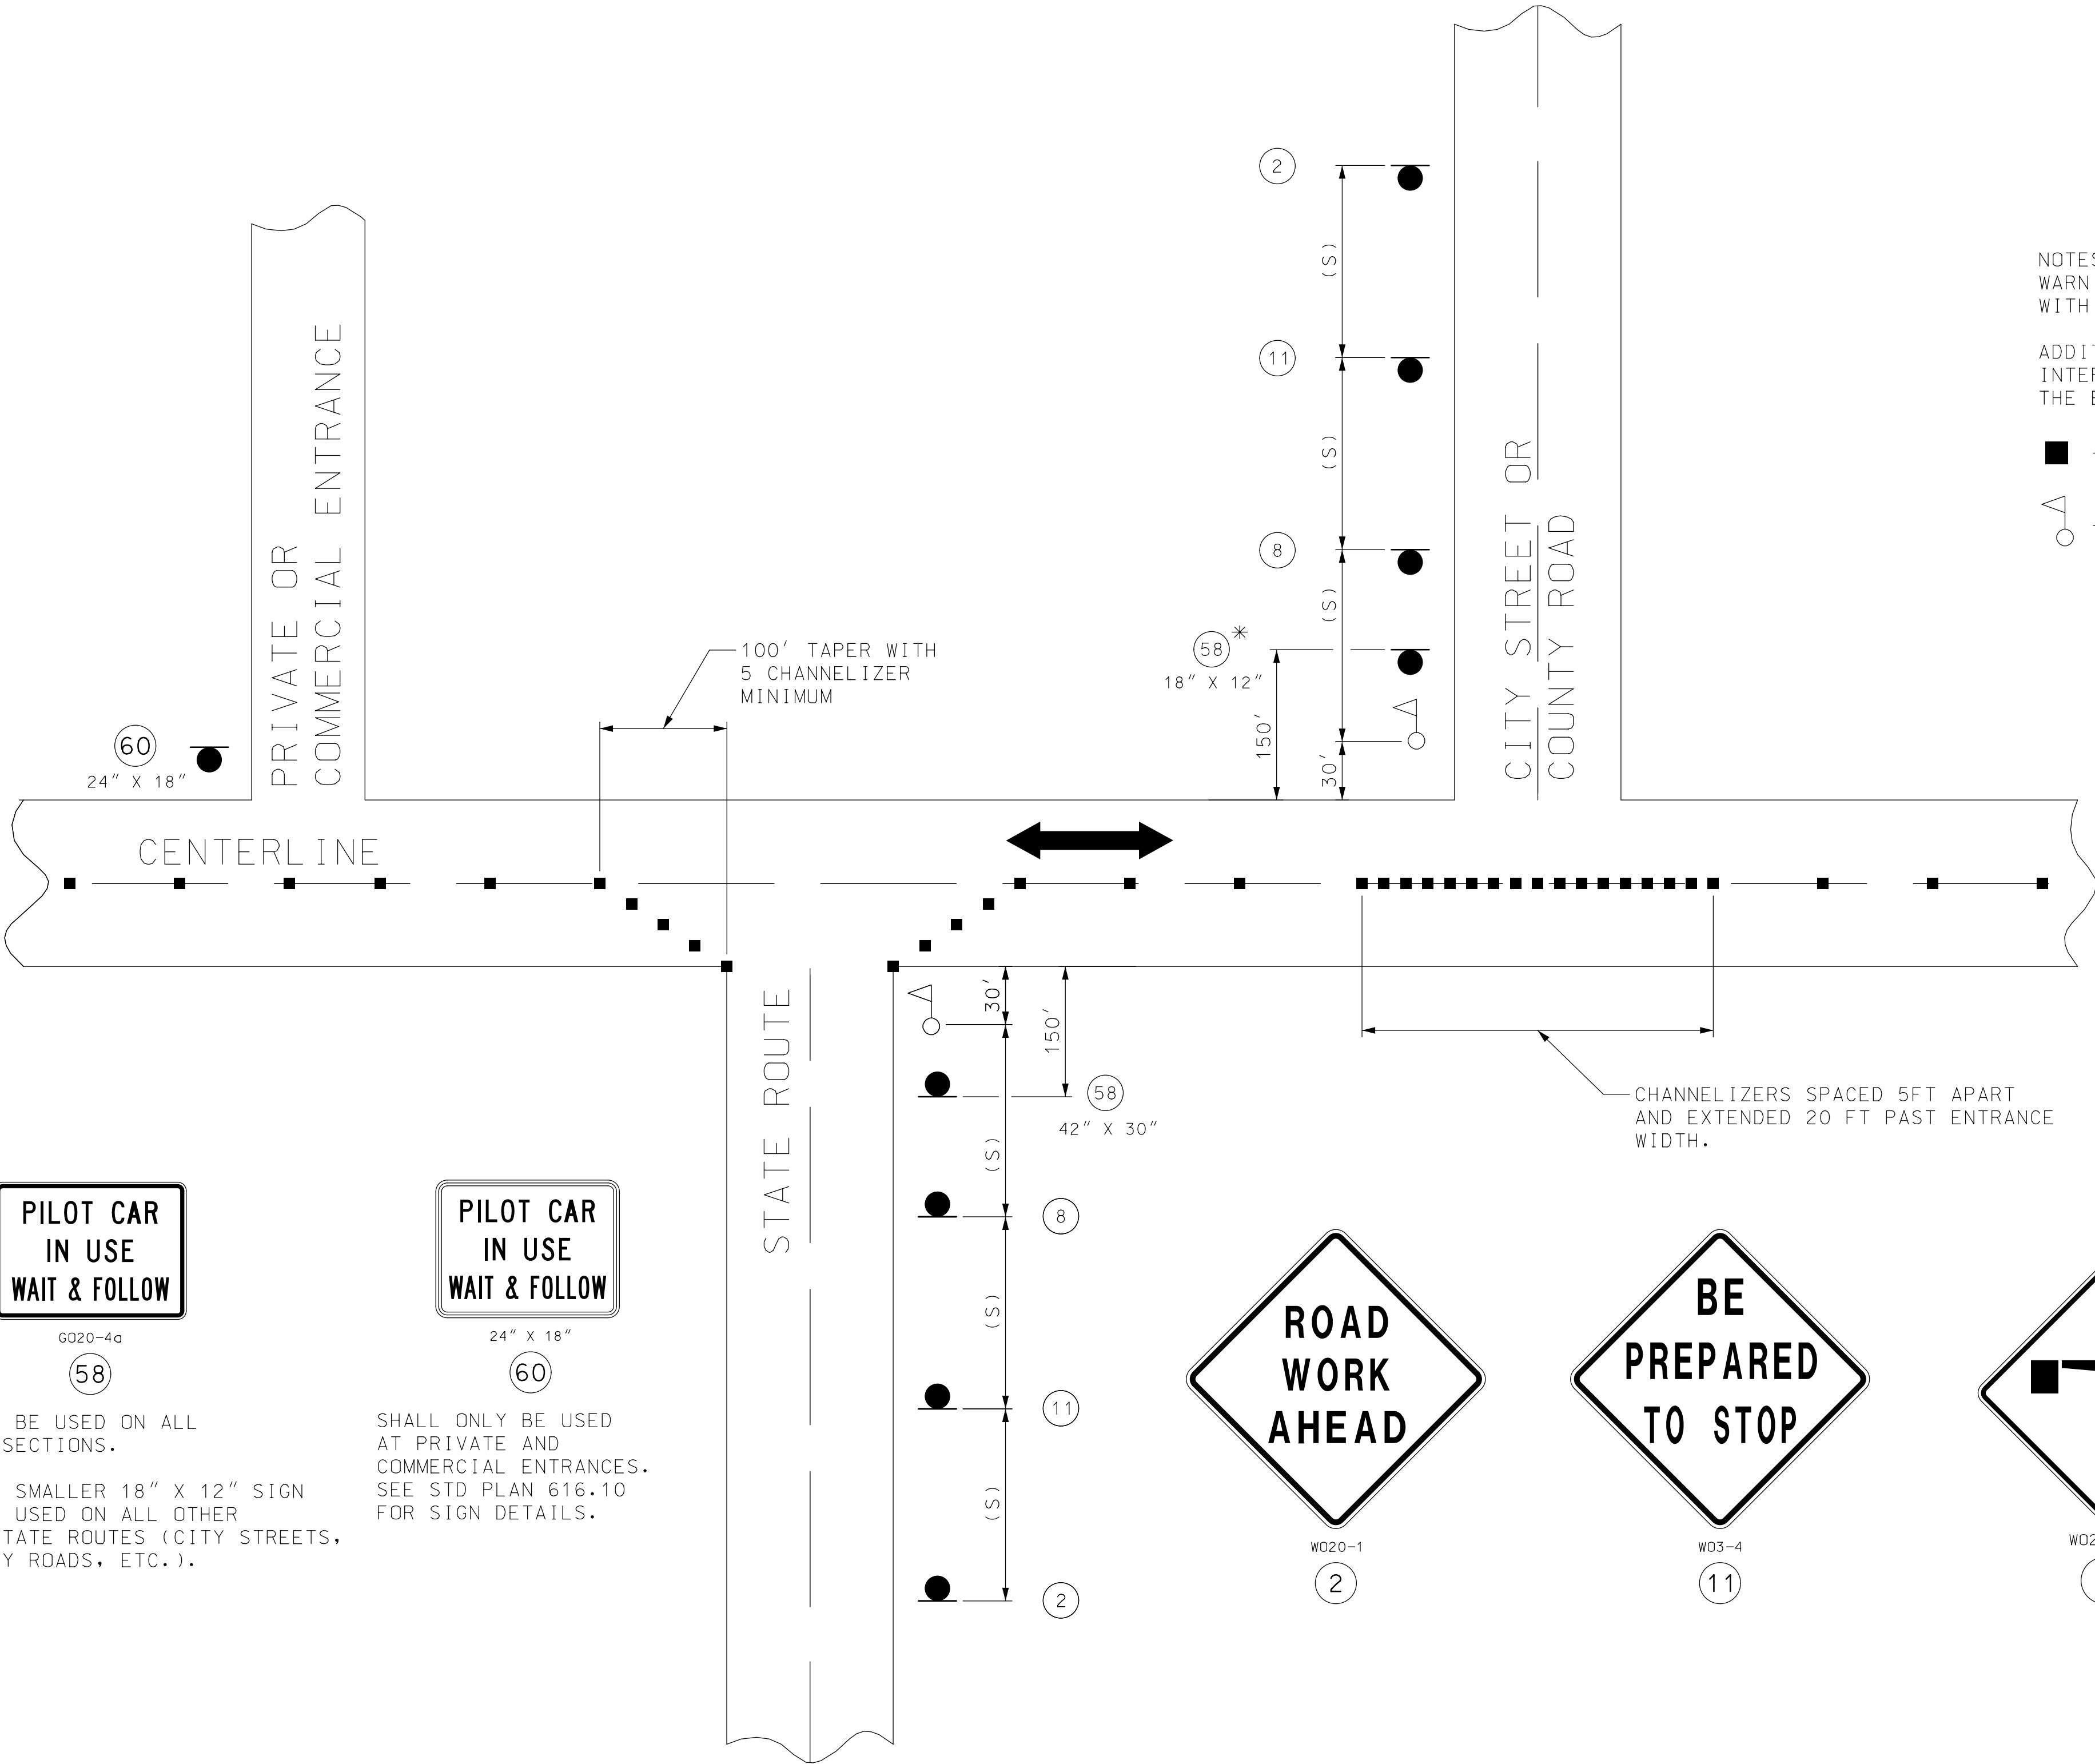 2
(S)
11
(S)
8
(S)
58 *
18" X 12"
150'
30'
CITY STREET OR
COUNTY ROAD
NOTES
WARN
WITH
ADDIT
INTER
THE
PRIVATE OR
COMMERCIAL ENTRANCE
60
24" X 18"
100' TAPER WITH
5 CHANNELIZER
MINIMUM
CENTERLINE
STATE ROUTE
30'
150'
58
42" X 30"
(S)
8
(S)
11
(S)
2
CHANNELIZERS SPACED 5FT APART
AND EXTENDED 20 FT PAST ENTRANCE
WIDTH.
PILOT CAR
IN USE
WAIT & FOLLOW
GO20-4a
58
BE USED ON ALL
SECTIONS.
SMALLER 18" X 12" SIGN
USED ON ALL OTHER
TATE ROUTES (CITY STREETS,
Y ROADS, ETC.).
PILOT CAR
IN USE
WAIT & FOLLOW
24" X 18"
60
SHALL ONLY BE USED
AT PRIVATE AND
COMMERCIAL ENTRANCES.
SEE STD PLAN 616.10
FOR SIGN DETAILS.
ROAD
WORK
AHEAD
WO20-1
2
BE
PREPARED
TO STOP
WO3-4
11
WO2